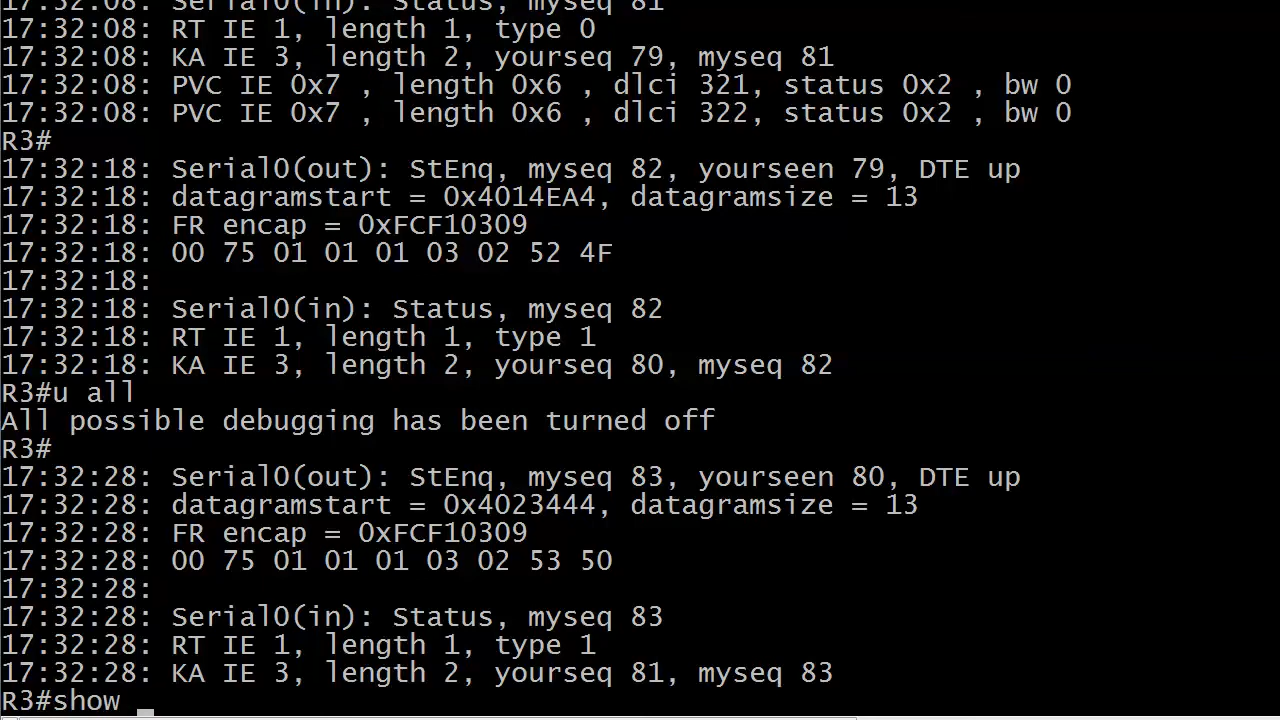 17:32:08: Serial0(in): Status, myseq 81
17:32:08: RT IE 1, length 1, type 0
17:32:08: KA IE 3, length 2, yourseq 79, myseq 81
17:32:08: PVC IE 0x7 , length 0x6 , dlci 321, status 0x2 , bw 0
17:32:08: PVC IE 0x7 , length 0x6 , dlci 322, status 0x2 , bw 0
R3#
17:32:18: Serial0(out): StEnq, myseq 82, yourseen 79, DTE up
17:32:18: datagramstart = 0x4014EA4, datagramsize = 13
17:32:18: FR encap = 0xFCF10309
17:32:18: 00 75 01 01 01 03 02 52 4F
17:32:18:
17:32:18: Serial0(in): Status, myseq 82
17:32:18: RT IE 1, length 1, type 1
17:32:18: KA IE 3, length 2, yourseq 80, myseq 82
R3#u all
All possible debugging has been turned off
R3#
17:32:28: Serial0(out): StEnq, myseq 83, yourseen 80, DTE up
17:32:28: datagramstart = 0x4023444, datagramsize = 13
17:32:28: FR encap = 0xFCF10309
17:32:28: 00 75 01 01 01 03 02 53 50
17:32:28:
17:32:28: Serial0(in): Status, myseq 83
17:32:28: RT IE 1, length 1, type 1
17:32:28: KA IE 3, length 2, yourseq 81, myseq 83
R3#show